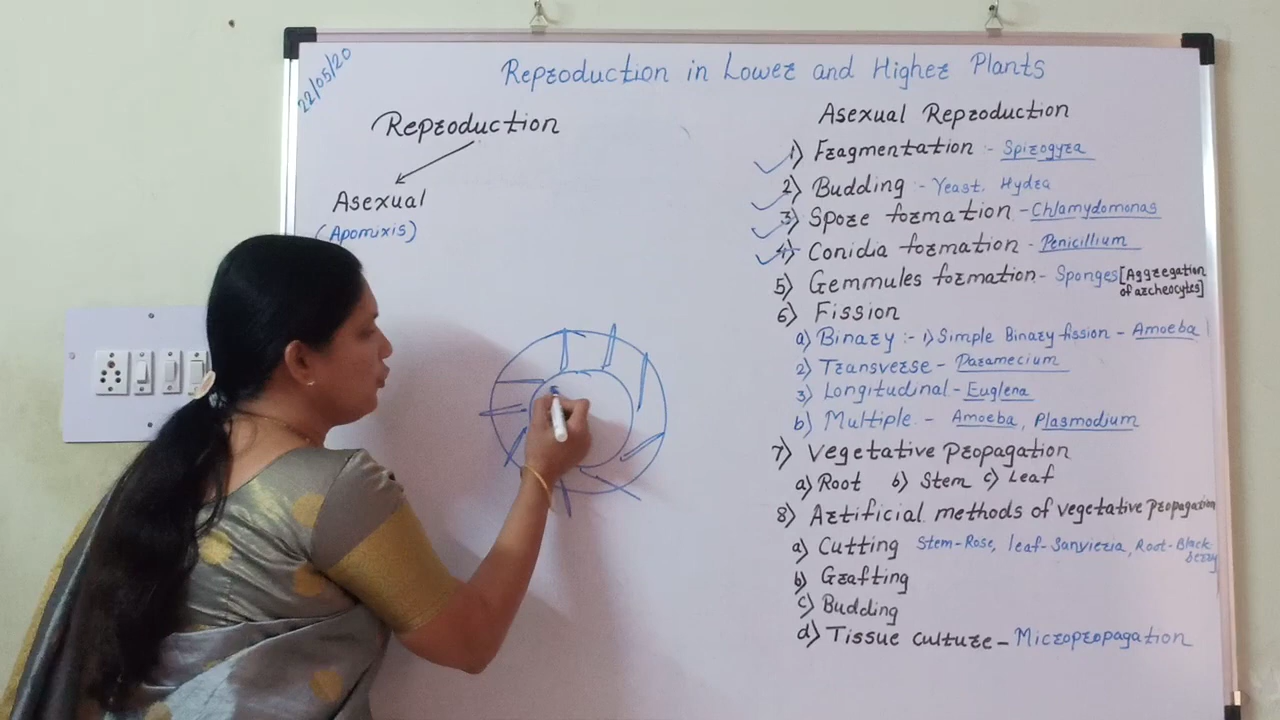 22/05/20
Reproduction in Lower and Higher Plants
Reproduction
Asexual
(Apomixis)
Asexual Reproduction
1) Fragmentation :- Spirogyra
2) Budding :- Yeast, Hydra
3) Spore formation - Chlamydomonas
4) Conidia formation - Penicillium
5) Gemmules formation - Sponges [Aggregation
of archeocytes]
6) Fission
a) Binary :- 1) Simple Binary fission - Amoeba
2) Transverse - Paramecium
3) Longitudinal - Euglena
b) Multiple - Amoeba, Plasmodium
7) Vegetative Propagation
a) Root b) Stem c) Leaf
8) Artificial methods of vegetative propagation
a) Cutting Stem-Rose, leaf-Sanvieria, Root-Black-
berry
b) Grafting
c) Budding
d) Tissue culture - Micropropagation